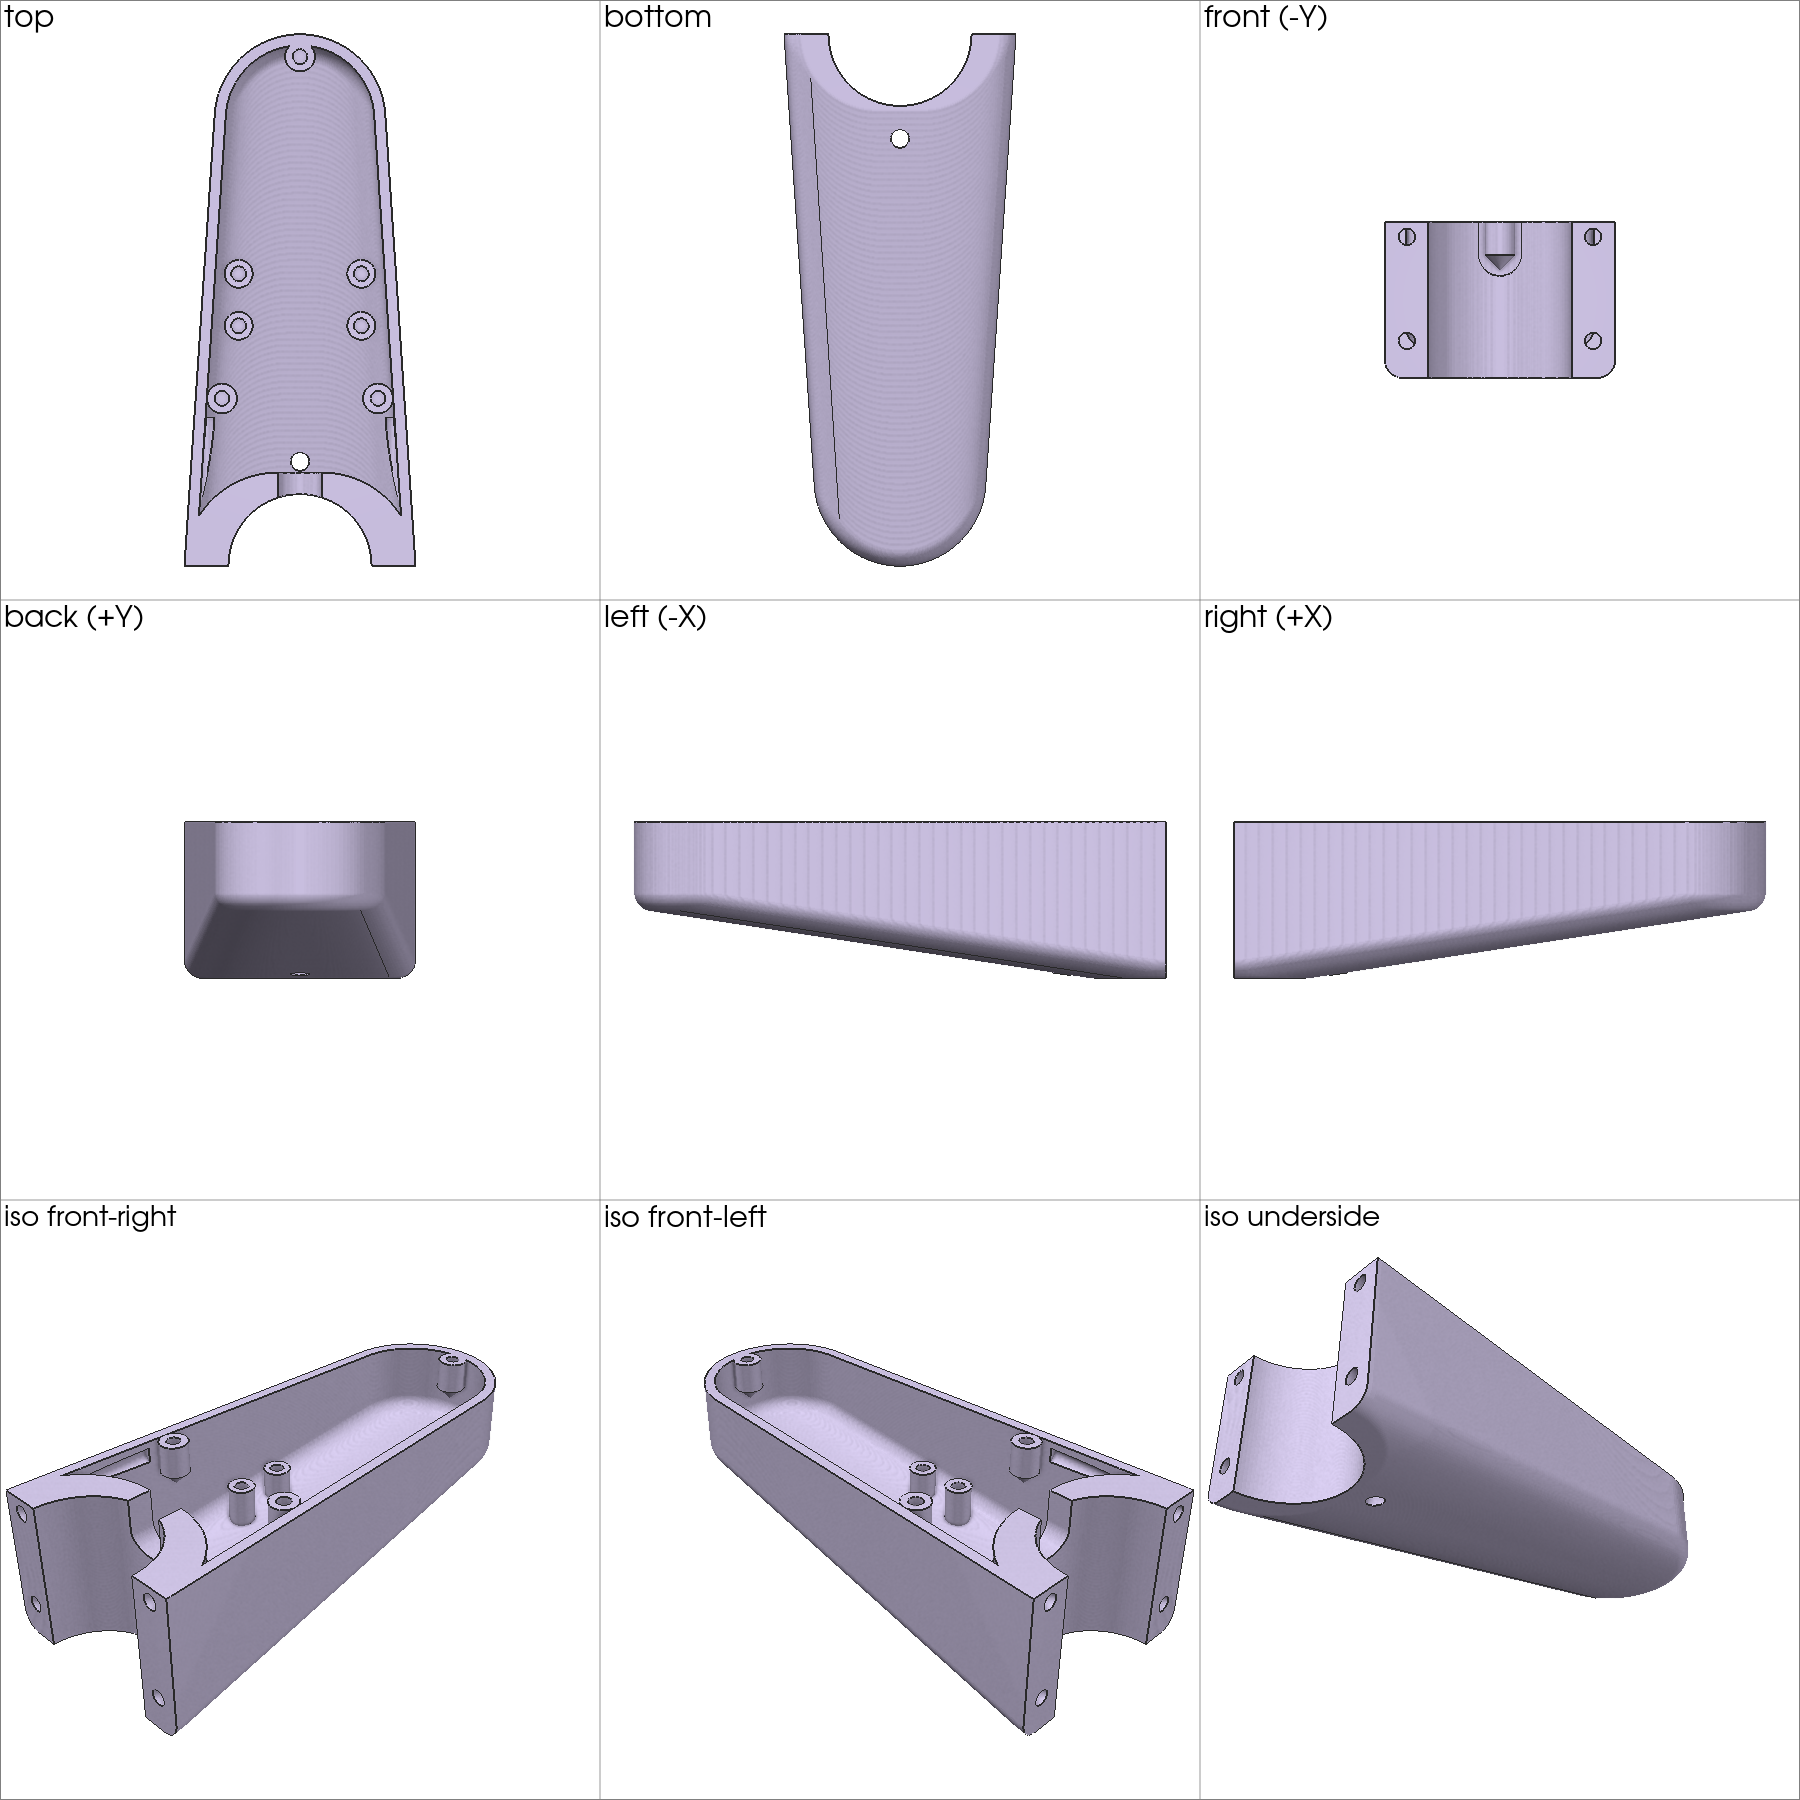 top
bottom
front (-Y)
back (+Y)
left (-X)
right (+X)
iso front-right
iso front-left
iso underside